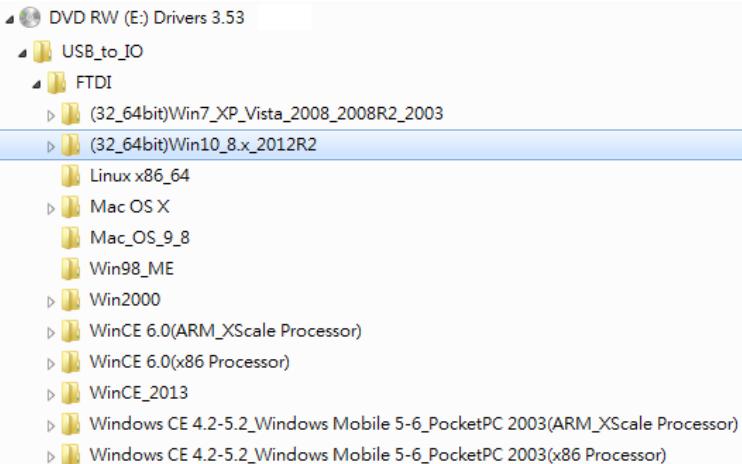 DVD RW (E:) Drivers 3.53
USB_to_IO
FTDI
(32_64bit)Win7_XP_Vista_2008_2008R2_2003
(32_64bit)Win10_8.x_2012R2
Linux x86_64
Mac OS X
Mac_OS_9_8
Win98_ME
Win2000
WinCE 6.0(ARM_XScale Processor)
WinCE 6.0(x86 Processor)
WinCE_2013
Windows CE 4.2-5.2_Windows Mobile 5-6_PocketPC 2003(ARM_XScale Processor)
Windows CE 4.2-5.2_Windows Mobile 5-6_PocketPC 2003(x86 Processor)